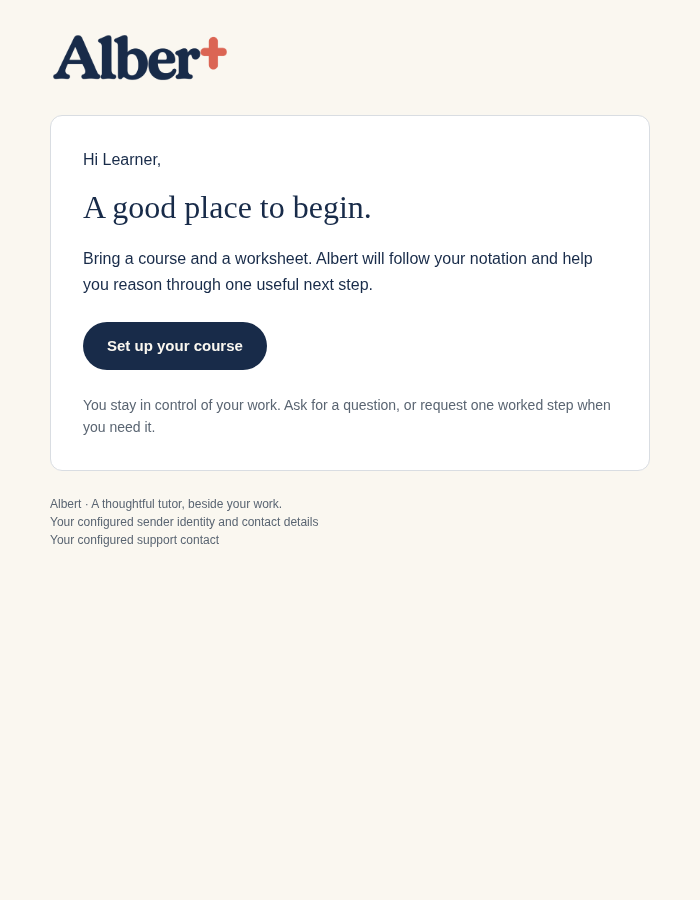 Albert
Hi Learner,
A good place to begin.
Bring a course and a worksheet. Albert will follow your notation and help
you reason through one useful next step.
Set up your course
You stay in control of your work. Ask for a question, or request one worked step when
you need it.
Albert · A thoughtful tutor, beside your work.
Your configured sender identity and contact details
Your configured support contact